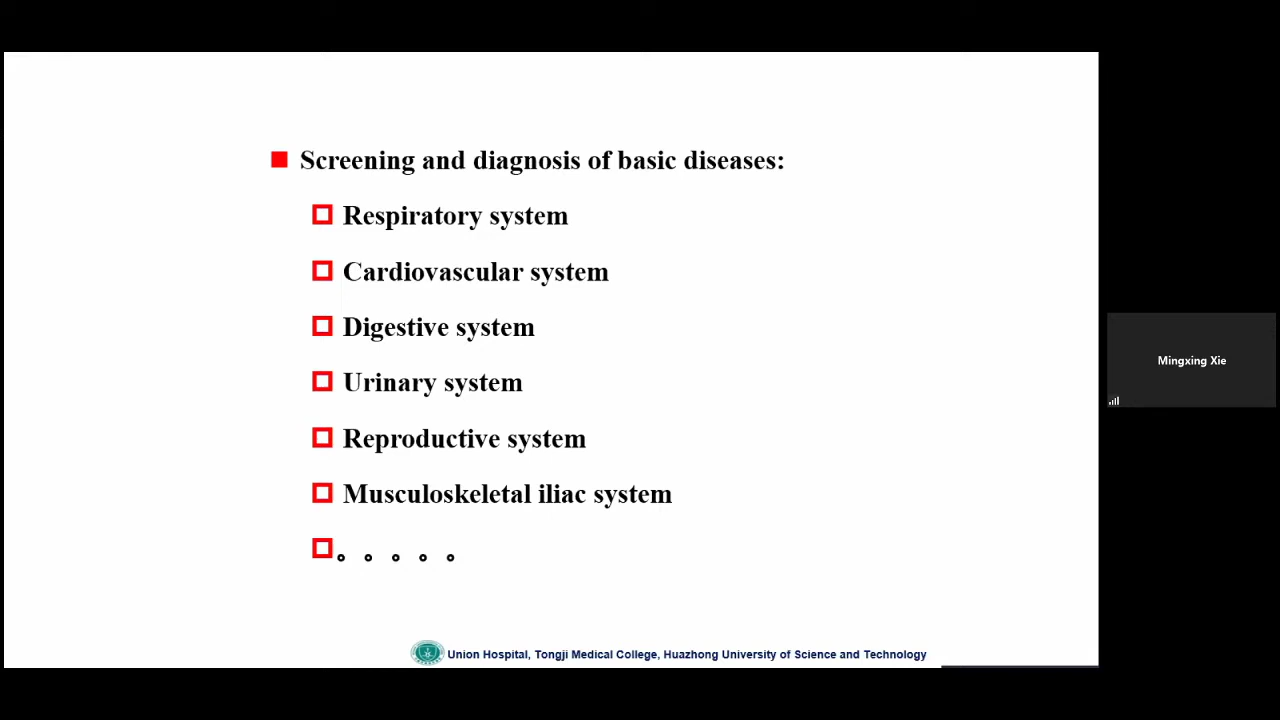 Screening and diagnosis of basic diseases:
Respiratory system
Cardiovascular system
Digestive system
Urinary system
Reproductive system
Musculoskeletal iliac system
。。。。。
Union Hospital, Tongji Medical College, Huazhong University of Science and Technology
Mingxing Xie